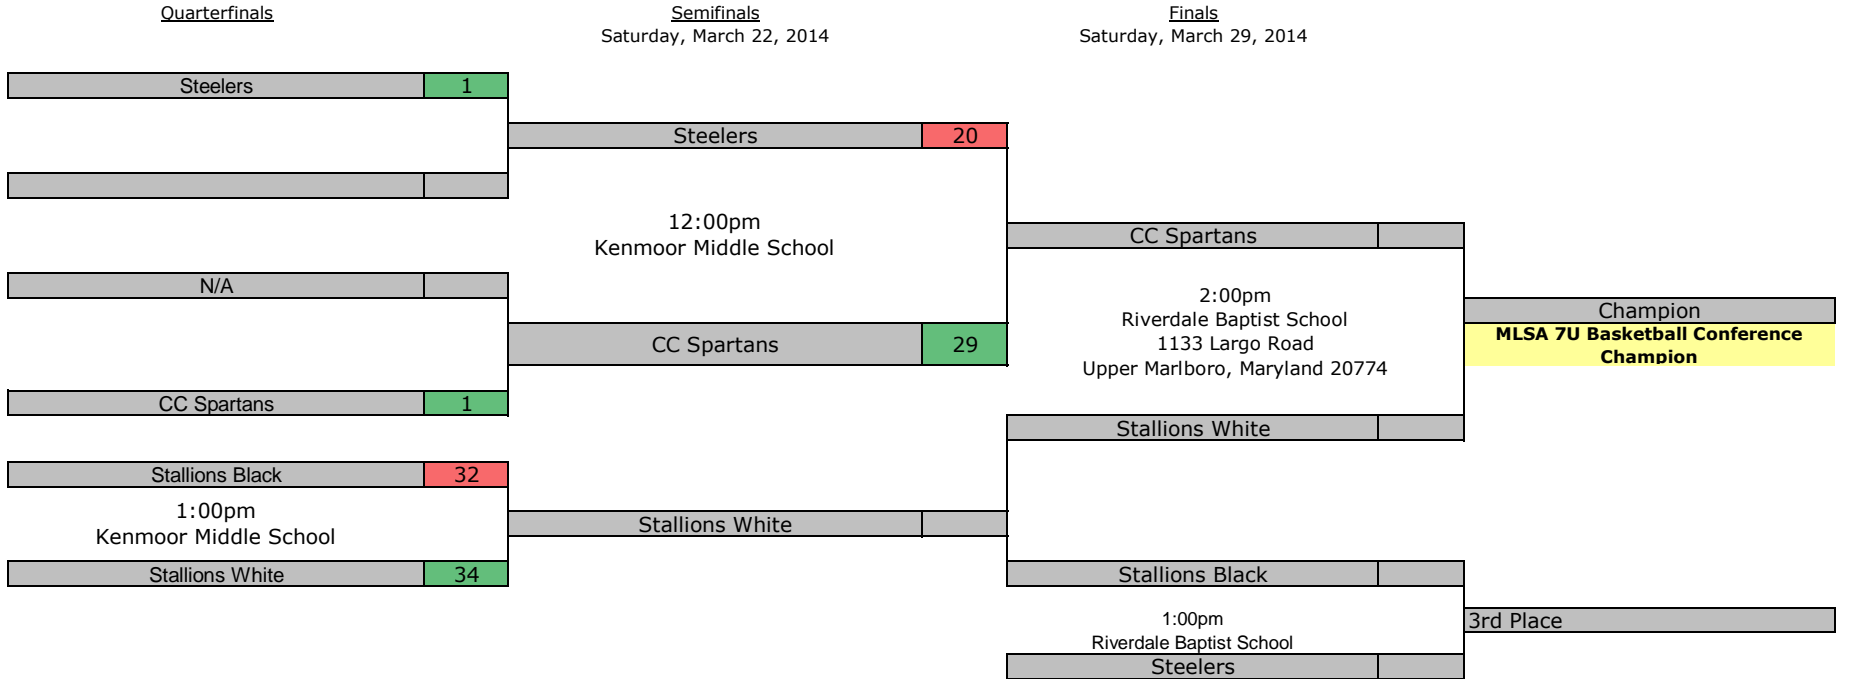 Quarterfinals
Semifinals
Saturday, March 22, 2014
Finals
Saturday, March 29, 2014
Steelers 1
Steelers 20
12:00pm
Kenmoor Middle School
N/A
CC Spartans 29
CC Spartans 1
CC Spartans
2:00pm
Riverdale Baptist School
1133 Largo Road
Upper Marlboro, Maryland 20774
Stallions White
Champion
MLSA 7U Basketball Conference
Champion
Stallions Black 32
1:00pm
Kenmoor Middle School
Stallions White 34
Stallions White
Stallions Black
1:00pm
Riverdale Baptist School
Steelers
3rd Place